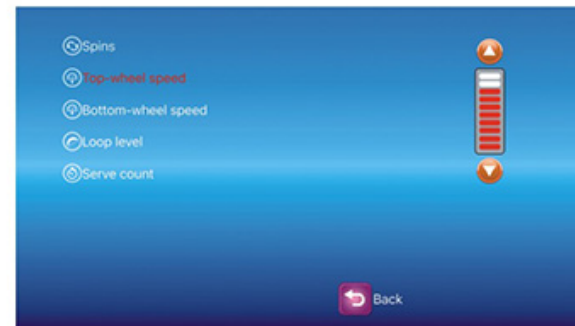 Spins
Top-wheel speed
Bottom-wheel speed
Loop level
Serve count
Back